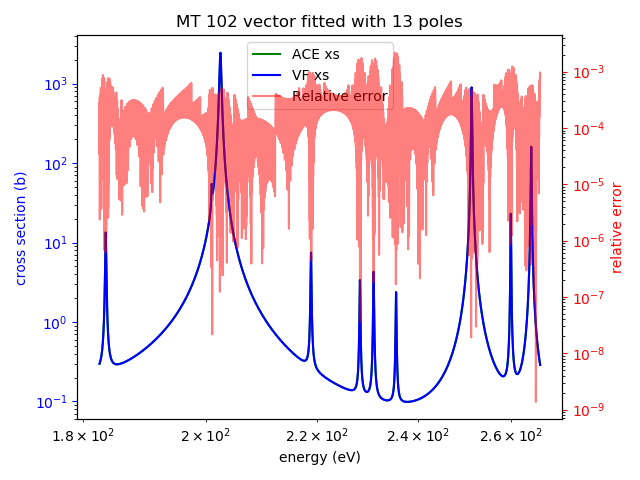 MT 102 vector fitted with 13 poles
ACE xs
VF xs
Relative error
cross section (b)
10³
10²
10¹
10⁰
10⁻¹
10⁻³
10⁻⁴
10⁻⁵
10⁻⁶
10⁻⁷
10⁻⁸
10⁻⁹
relative error
1.8 × 10² 2 × 10² 2.2 × 10² 2.4 × 10² 2.6 × 10²
energy (eV)